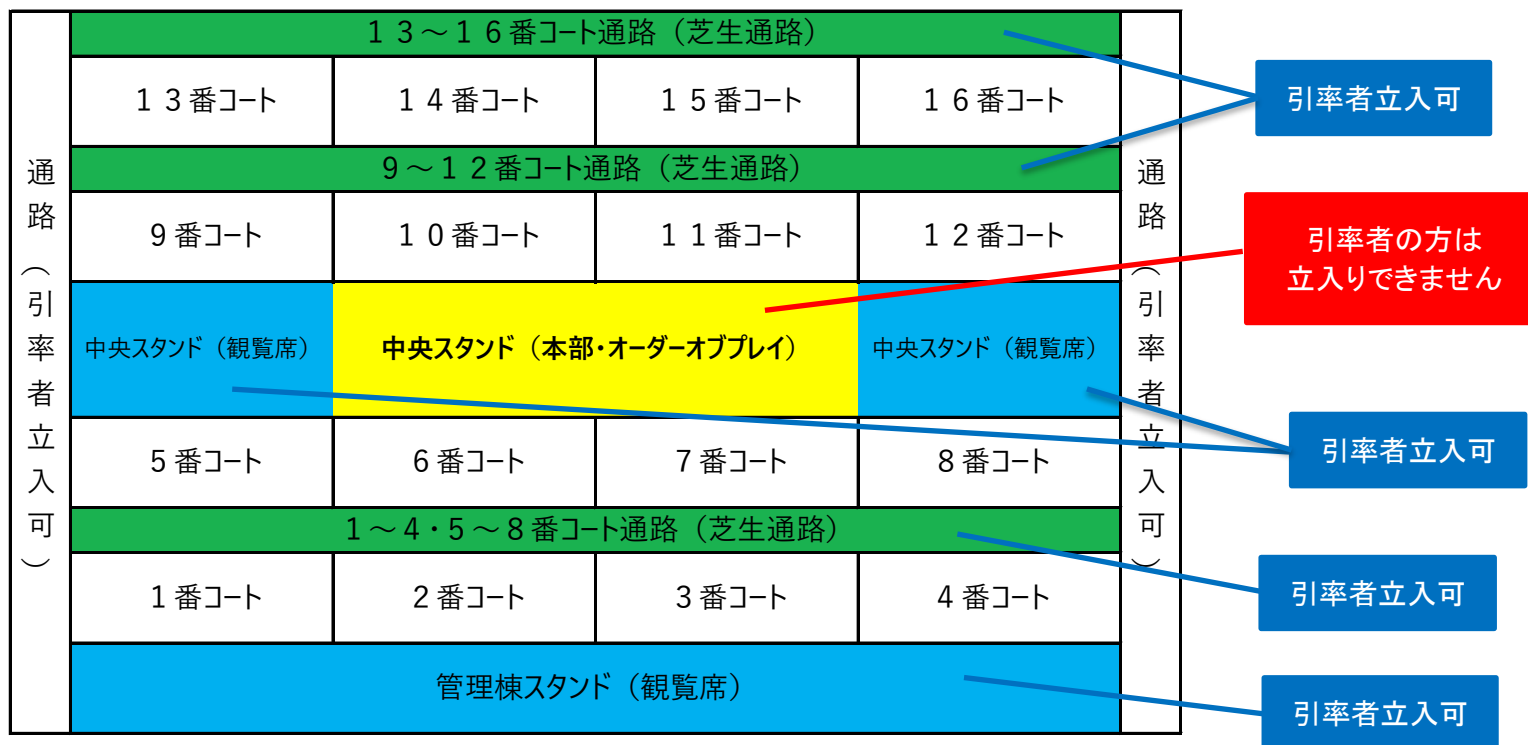 １３～１６番コート通路（芝生通路）
１３番コート
１４番コート
１５番コート
１６番コート
引率者立入可
９～１２番コート通路（芝生通路）
９番コート
１０番コート
１１番コート
１２番コート
通路（引率者立入可）
通路（引率者立入可）
引率者の方は
立入りできません
中央スタンド（観覧席）
中央スタンド（本部・オーダーオブプレイ）
中央スタンド（観覧席）
５番コート
６番コート
７番コート
８番コート
引率者立入可
１～４・５～８番コート通路（芝生通路）
１番コート
２番コート
３番コート
４番コート
引率者立入可
管理棟スタンド（観覧席）
引率者立入可